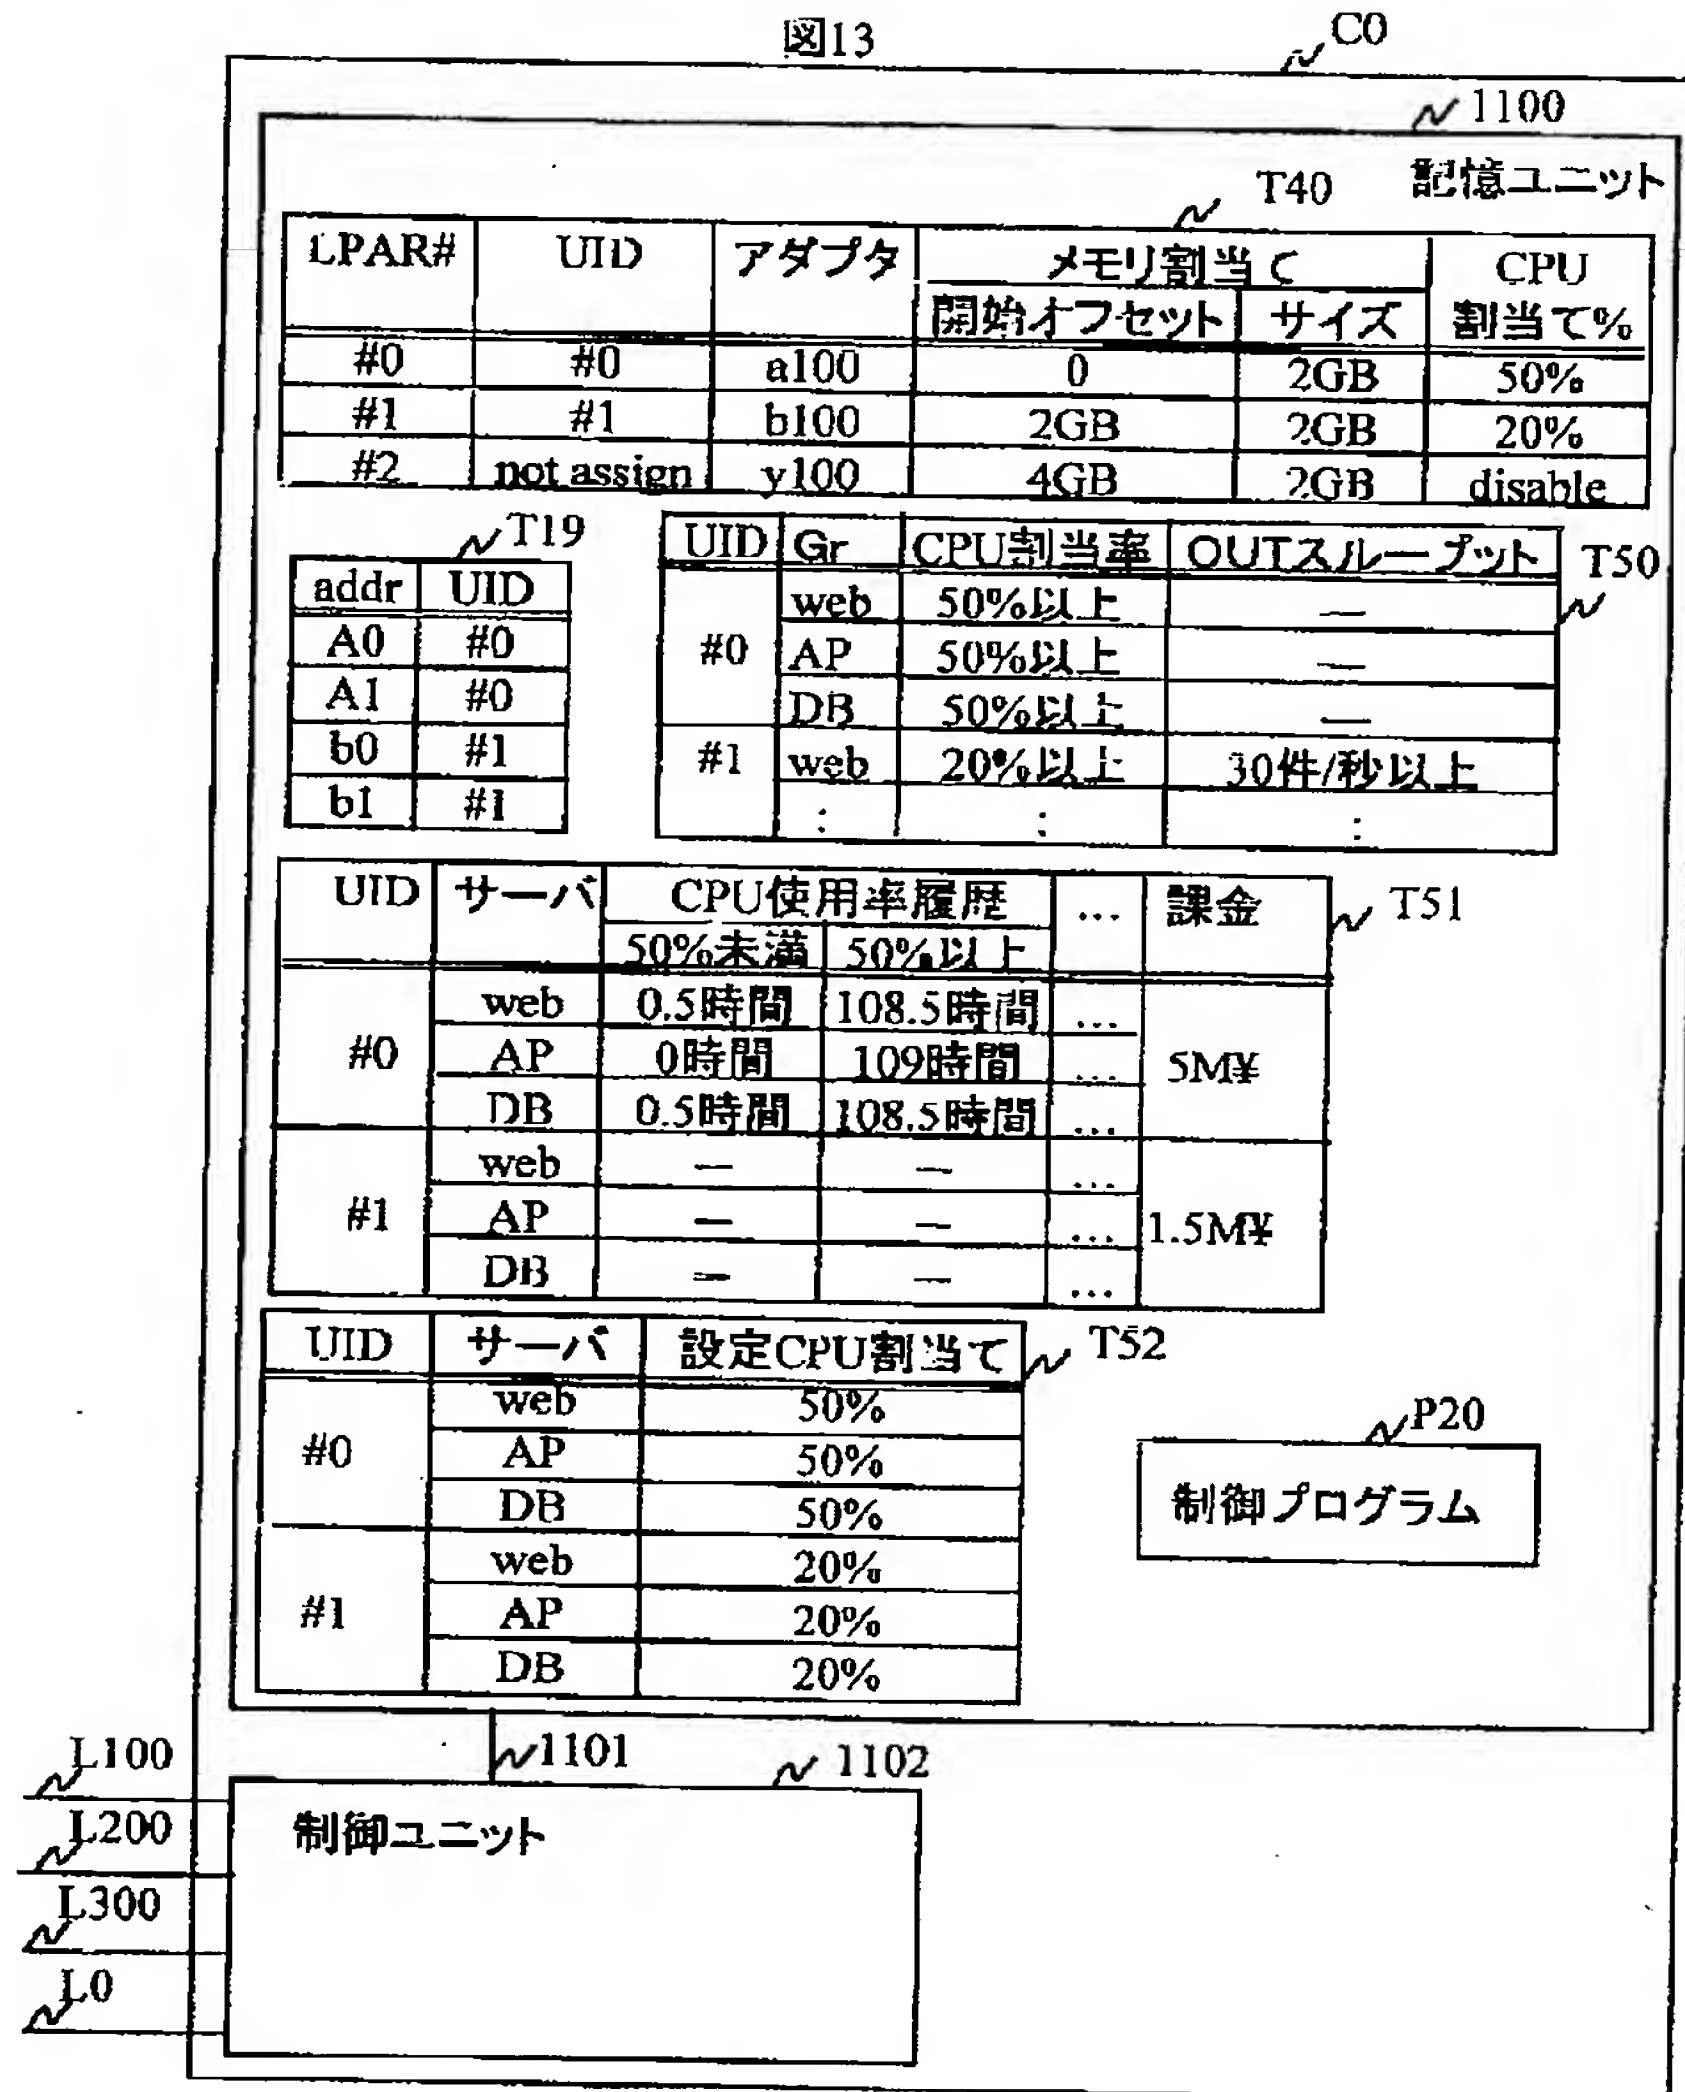 図13
C0
1100
記憶ユニット
T40
LPAR# UID アダプタ メモリ割当て CPU
開始オフセット サイズ 割当て%
#0 #0 a100 0 2GB 50%
#1 #1 b100 2GB 2GB 20%
#2 not assign y100 4GB 2GB disable
T19
addr UID
A0 #0
A1 #0
b0 #1
b1 #1
T50
UID Gr CPU割当率 OUTスループット
#0 web 50%以上 —
AP 50%以上 —
DB 50%以上 —
#1 web 20%以上 30件/秒以上
: : :
T51
UID サーバ CPU使用率履歴 … 課金
50%未満 50%以上
#0 web 0.5時間 108.5時間 … 5M¥
AP 0時間 109時間 …
DB 0.5時間 108.5時間 …
#1 web — — … 1.5M¥
AP — — …
DB — — …
T52
UID サーバ 設定CPU割当て
#0 web 50%
AP 50%
DB 50%
#1 web 20%
AP 20%
DB 20%
P20
制御プログラム
1101
1102
制御ユニット
L100
L200
L300
L0